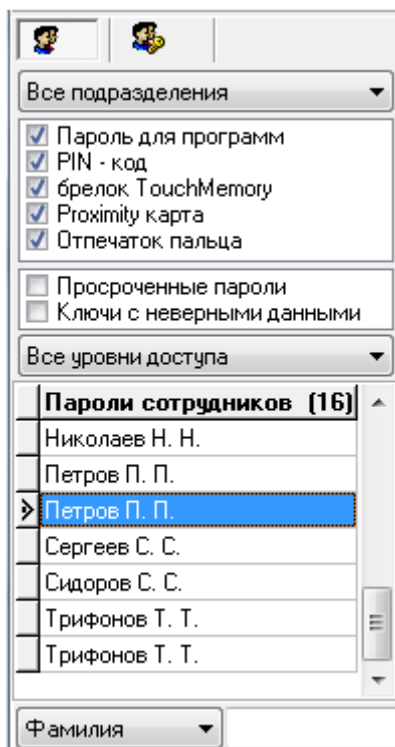 Все подразделения
Пароль для программ
PIN - код
брелок TouchMemory
Proximity карта
Отпечаток пальца
Просроченные пароли
Ключи с неверными данными
Все уровни доступа
Пароли сотрудников (16)
Николаев Н. Н.
Петров П. П.
Петров П. П.
Сергеев С. С.
Сидоров С. С.
Трифонов Т. Т.
Трифонов Т. Т.
Фамилия